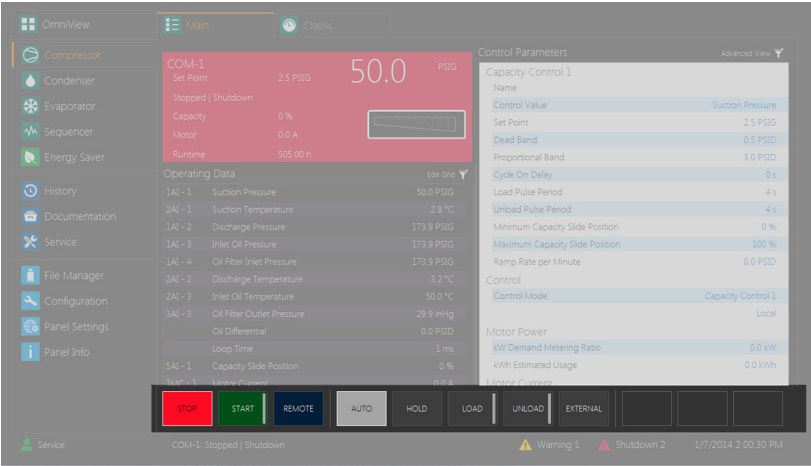 OmniView
Main
Classic
Compressor
Condenser
Evaporator
Sequencer
Energy Saver
History
Documentation
Service
File Manager
Configuration
Panel Settings
Panel Info
COM-1
50.0 PSIG
Set Point 2.5 PSIG
Stopped | Shutdown
Capacity 0 %
Motor 0.0 A
Runtime 505.00 h
Operating Data Edit Grid
1AI - 1 Suction Pressure 50.0 PSIG
2AI - 1 Suction Temperature 2.8 °C
1AI - 2 Discharge Pressure 173.9 PSIG
1AI - 3 Inlet Oil Pressure 173.9 PSIG
1AI - 4 Oil Filter Inlet Pressure 173.9 PSIG
2AI - 2 Discharge Temperature 3.2 °C
2AI - 3 Inlet Oil Temperature 50.0 °C
3AI - 3 Oil Filter Outlet Pressure 29.9 inHg
Oil Differential 0.0 PSID
Loop Time 1 ms
5AI - 1 Capacity Slide Position 0 %
1MC - 1 Motor Current 0.0 A
Control Parameters Advanced View
Capacity Control 1
Name
Control Value Suction Pressure
Set Point 2.5 PSIG
Dead Band 0.5 PSID
Proportional Band 3.0 PSID
Cycle On Delay 0 s
Load Pulse Period 4 s
Unload Pulse Period 4 s
Minimum Capacity Slide Position 0 %
Maximum Capacity Slide Position 100 %
Ramp Rate per Minute 0.0 PSID
Control
Control Mode Capacity Control 1
Local
Motor Power
kW Demand Metering Ratio 0.0 kW
kWh Estimated Usage 0.0 kWh
Motor Current
STOP START REMOTE AUTO HOLD LOAD UNLOAD EXTERNAL
Service COM-1: Stopped | Shutdown Warning 1 Shutdown 2 1/7/2014 2:00:30 PM